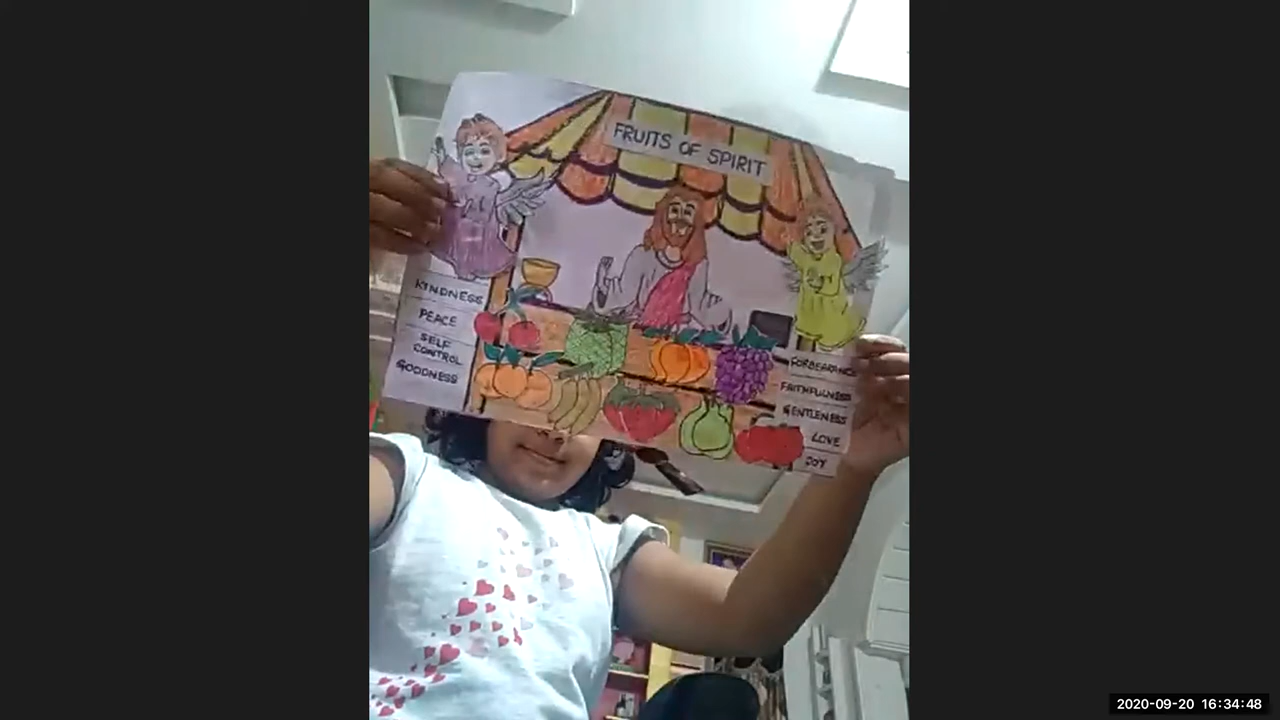 FRUITS OF SPIRIT
KINDNESS
PEACE
SELF
CONTROL
GOODNESS
FORBEARANCE
FAITHFULNESS
GENTLENESS
LOVE
JOY
2020-09-20 16:34:48